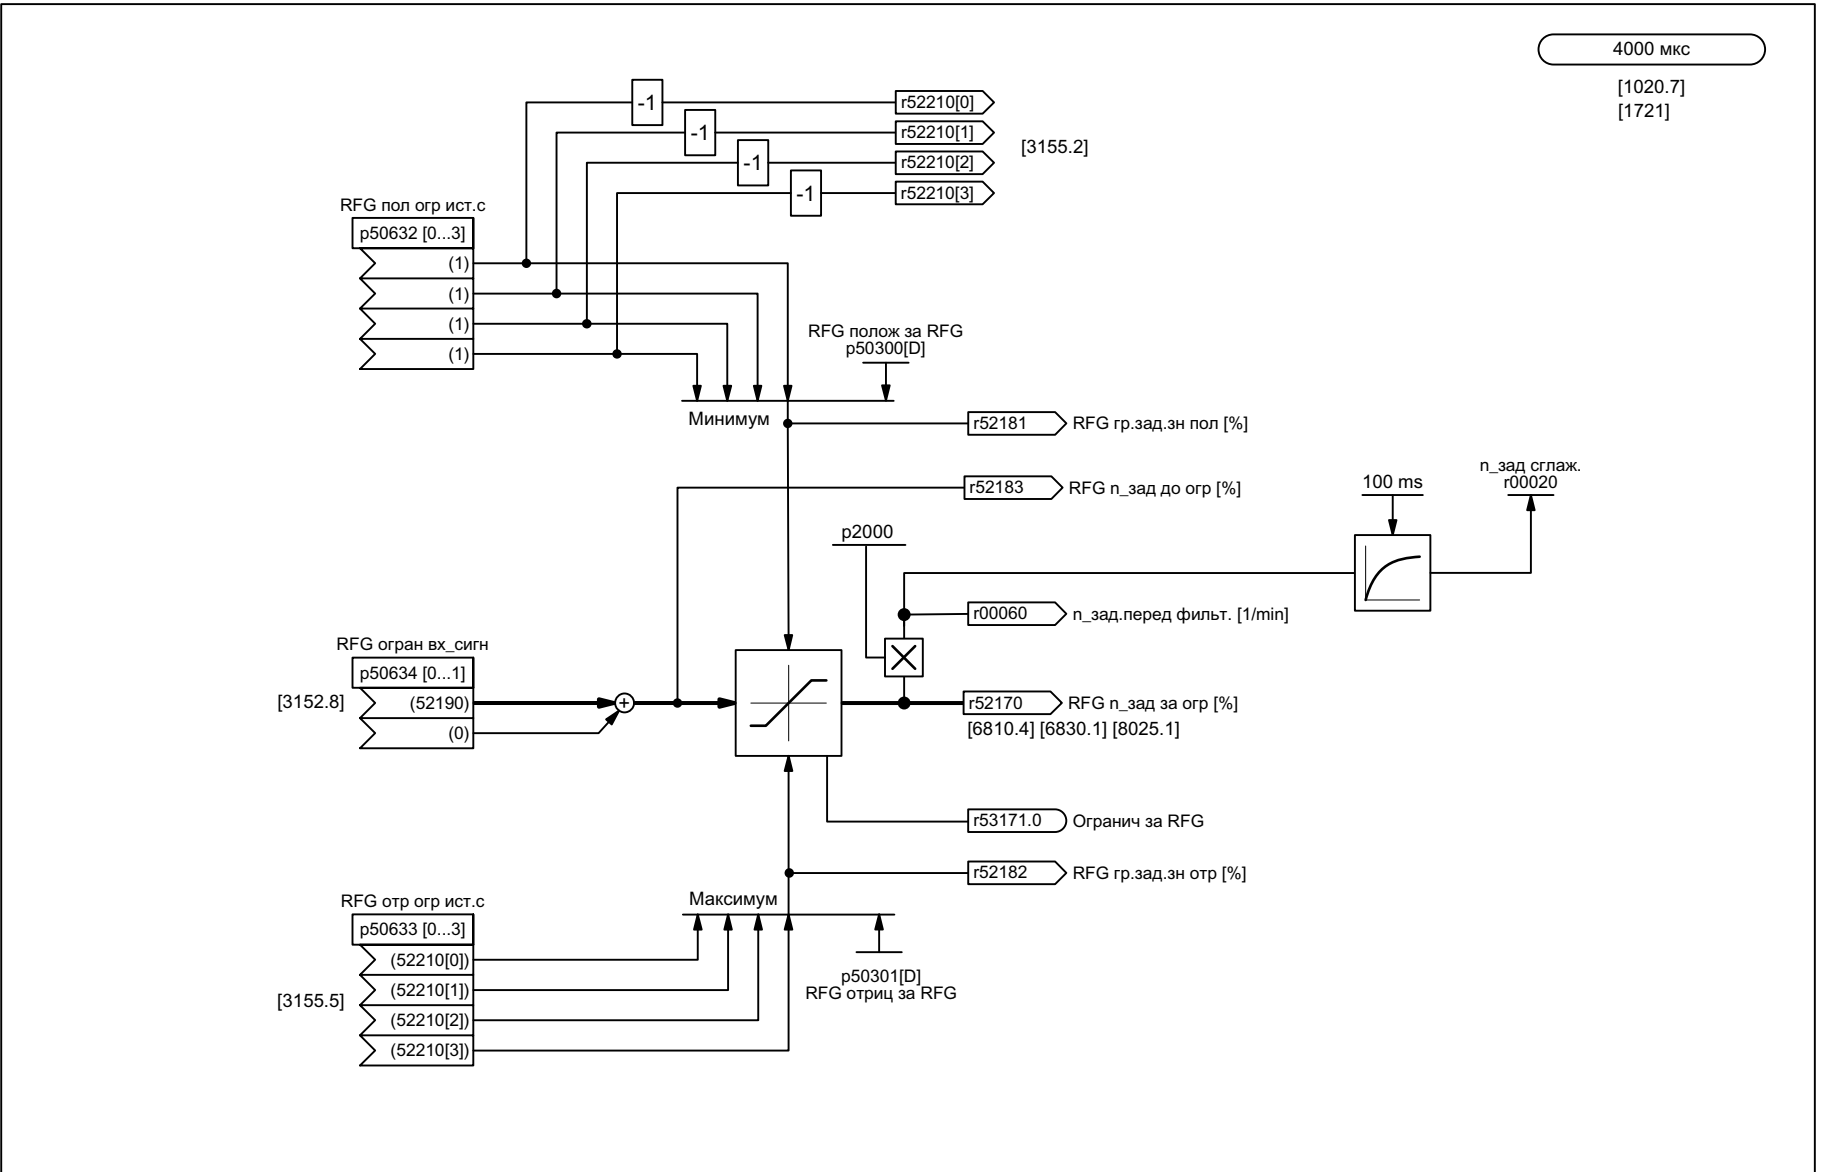 4000 мкс
[1020.7]
[1721]
-1
r52210[0]
-1
r52210[1]
[3155.2]
-1
r52210[2]
-1
r52210[3]
RFG пол огр ист.с
p50632 [0...3]
(1)
(1)
(1)
(1)
RFG полож за RFG
p50300[D]
Минимум
r52181
RFG гр.зад.зн пол [%]
n_зад сглаж.
r00020
100 ms
r52183
RFG n_зад до огр [%]
p2000
r00060
n_зад.перед фильт. [1/min]
RFG огран вх_сигн
p50634 [0...1]
[3152.8]
(52190)
+
(0)
r52170
RFG n_зад за огр [%]
[6810.4] [6830.1] [8025.1]
r53171.0
Огранич за RFG
r52182
RFG гр.зад.зн отр [%]
Максимум
RFG отр огр ист.с
p50633 [0...3]
(52210[0])
(52210[1])
[3155.5]
(52210[2])
(52210[3])
p50301[D]
RFG отриц за RFG